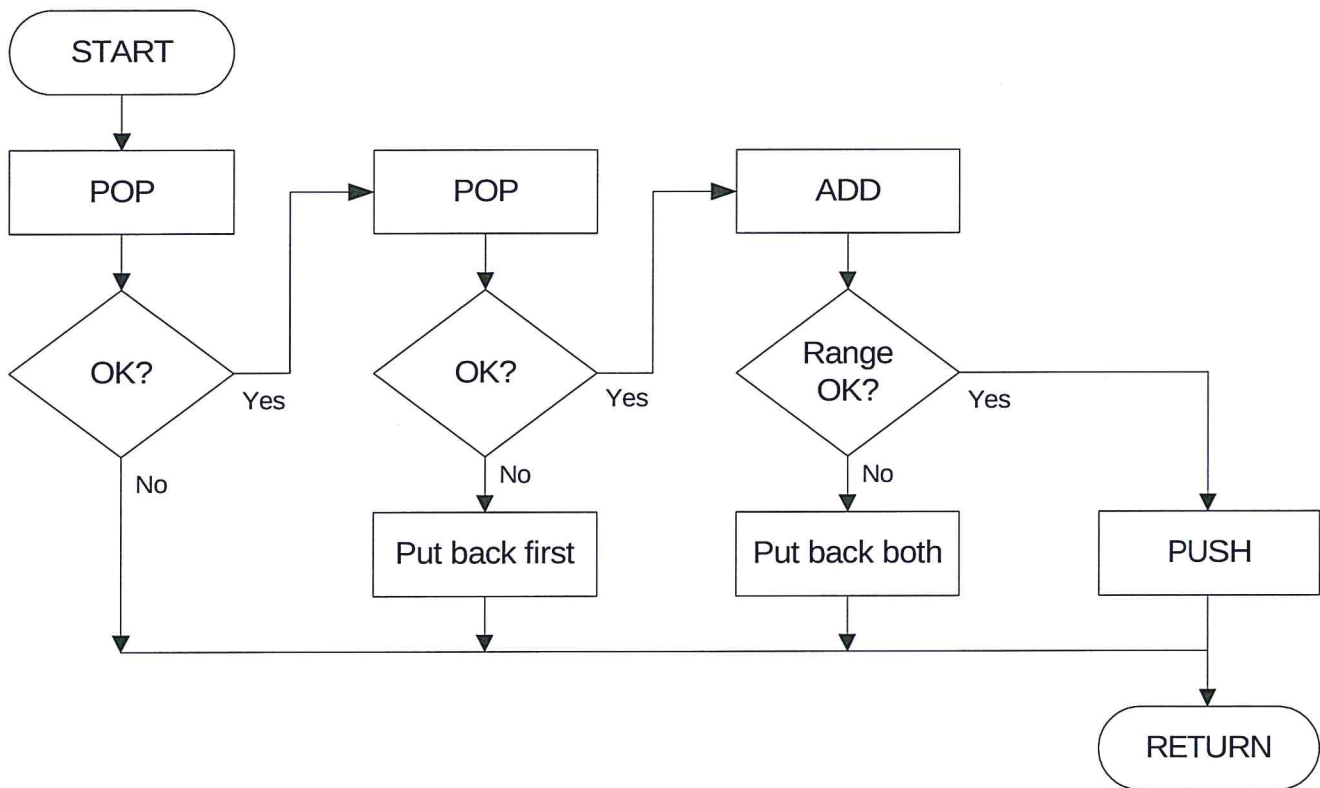 START
POP
POP
ADD
OK?
Yes
OK?
Yes
Range
OK?
Yes
No
No
No
Put back first
Put back both
PUSH
RETURN